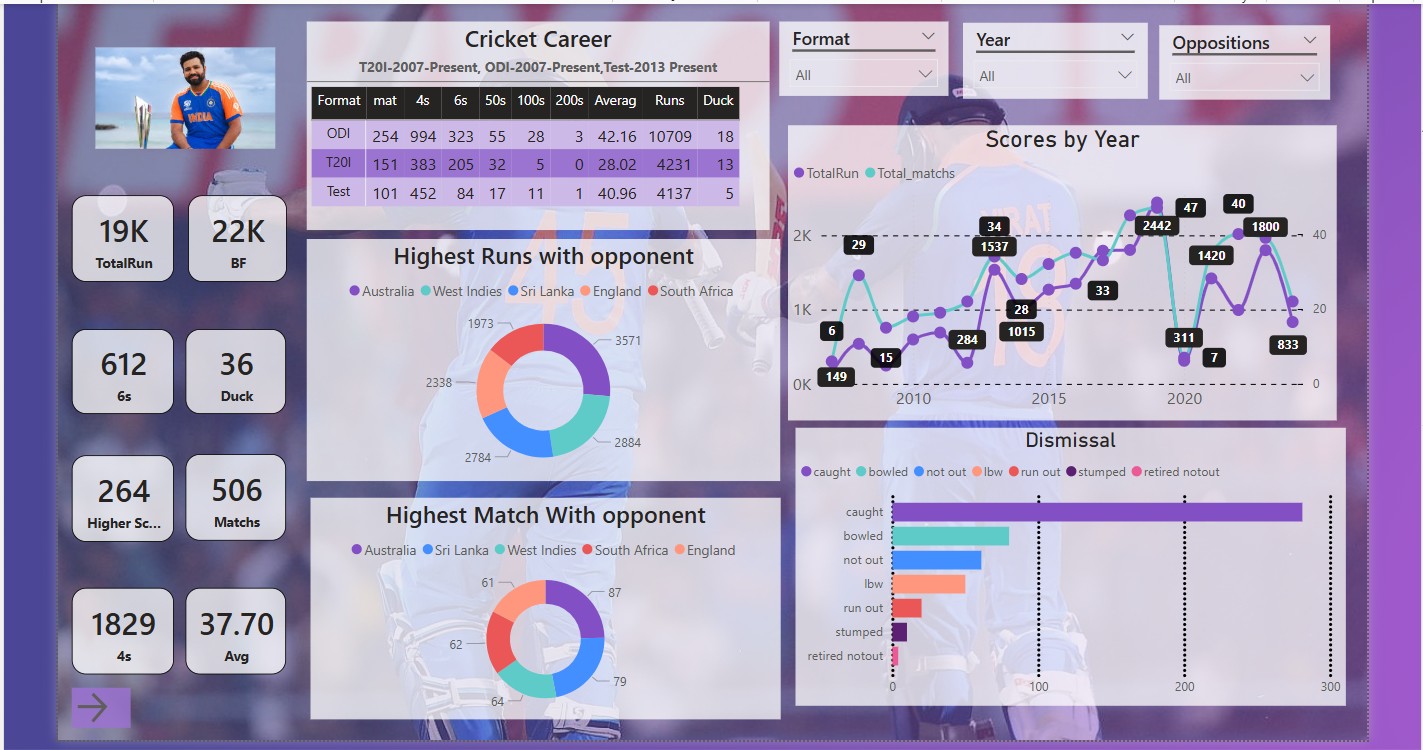 Cricket Career
T20I-2007-Present, ODI-2007-Present,Test-2013 Present
Format mat 4s 6s 50s 100s 200s Averag Runs Duck
ODI 254 994 323 55 28 3 42.16 10709 18
T20I 151 383 205 32 5 0 28.02 4231 13
Test 101 452 84 17 11 1 40.96 4137 5
Format
All
Year
All
Oppositions
All
INDIA
19K
TotalRun
22K
BF
612
6s
36
Duck
264
Higher Sc...
506
Matchs
1829
4s
37.70
Avg
Highest Runs with opponent
Australia West Indies Sri Lanka England South Africa
1973
3571
2338
2884
2784
45
Highest Match With opponent
Australia Sri Lanka West Indies South Africa England
61
87
62
79
64
Scores by Year
TotalRun Total_matchs
2K
1K
0K
40
20
0
6
149
29
15
284
34
1537
28
1015
33
2442
47
311
7
1420
40
1800
833
2010 2015 2020
VIRAT
18
Dismissal
caught bowled not out lbw run out stumped retired notout
caught
bowled
not out
lbw
run out
stumped
retired notout
0 100 200 300